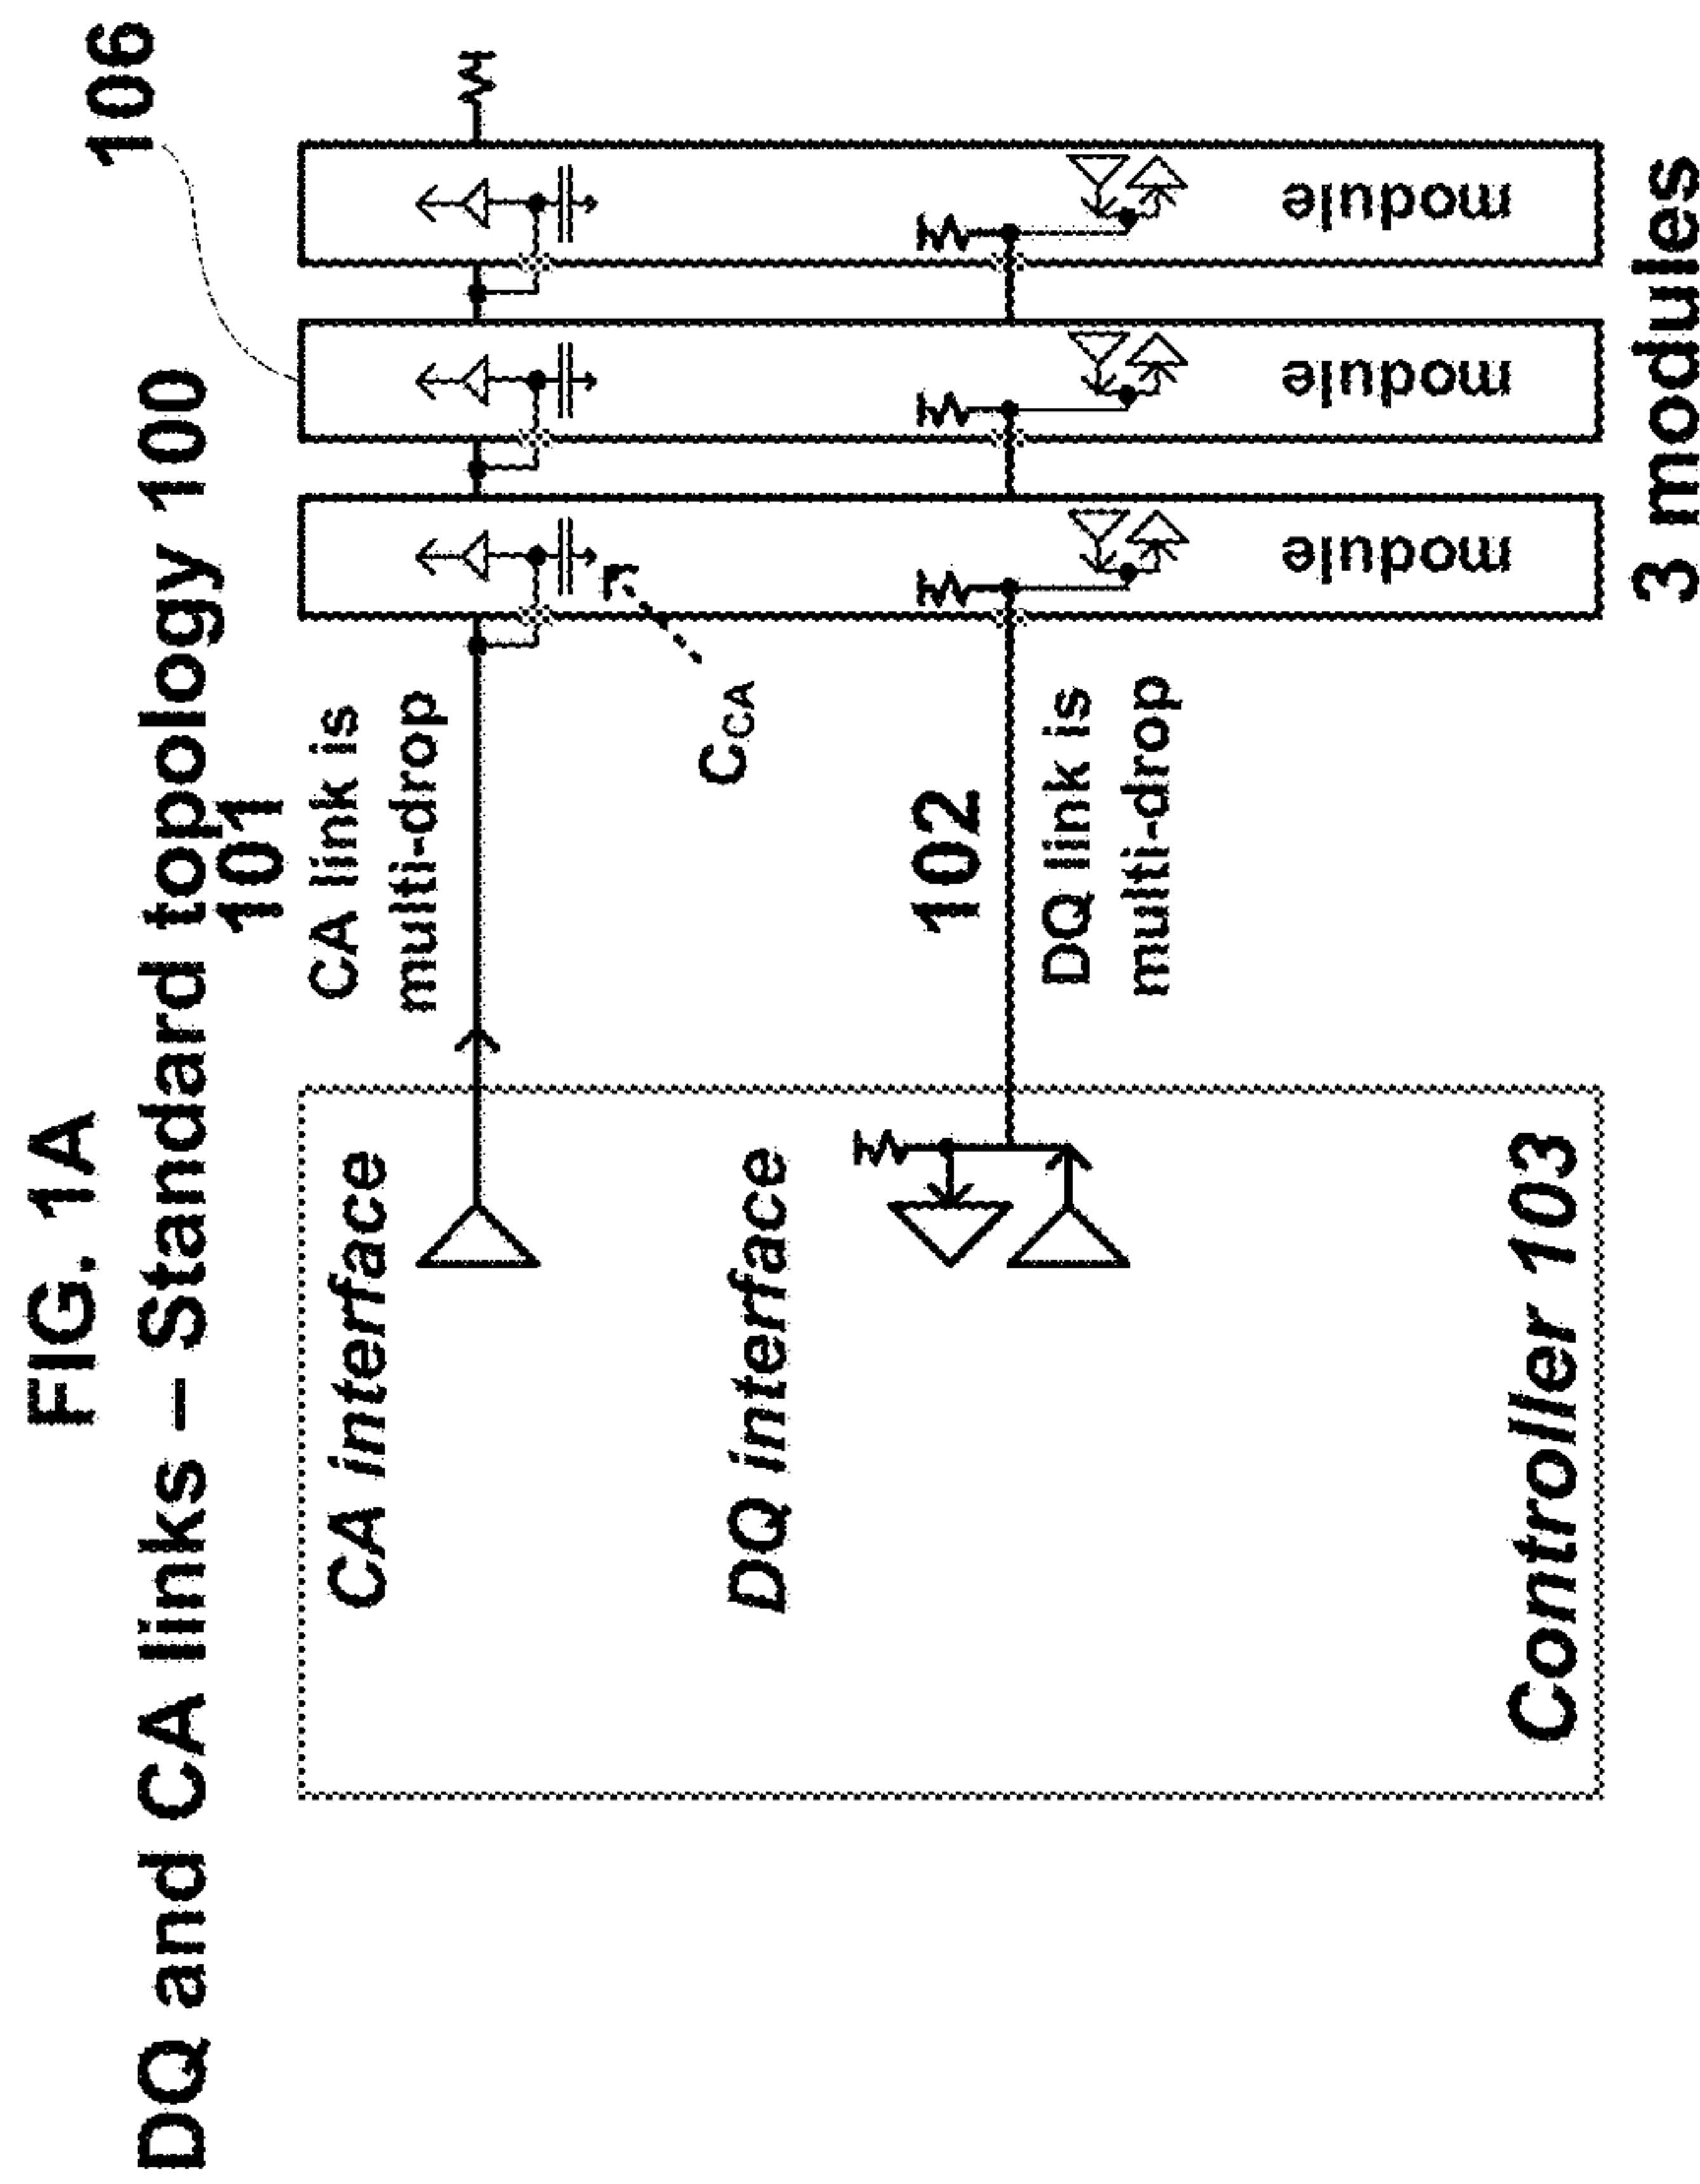 FIG. 1A
DQ and CA links – Standard topology 100
106
101
CA link is
multi-drop
CA interface
CCA
DQ interface
102
DQ link is
multi-drop
module
module
module
Controller 103
3 modules